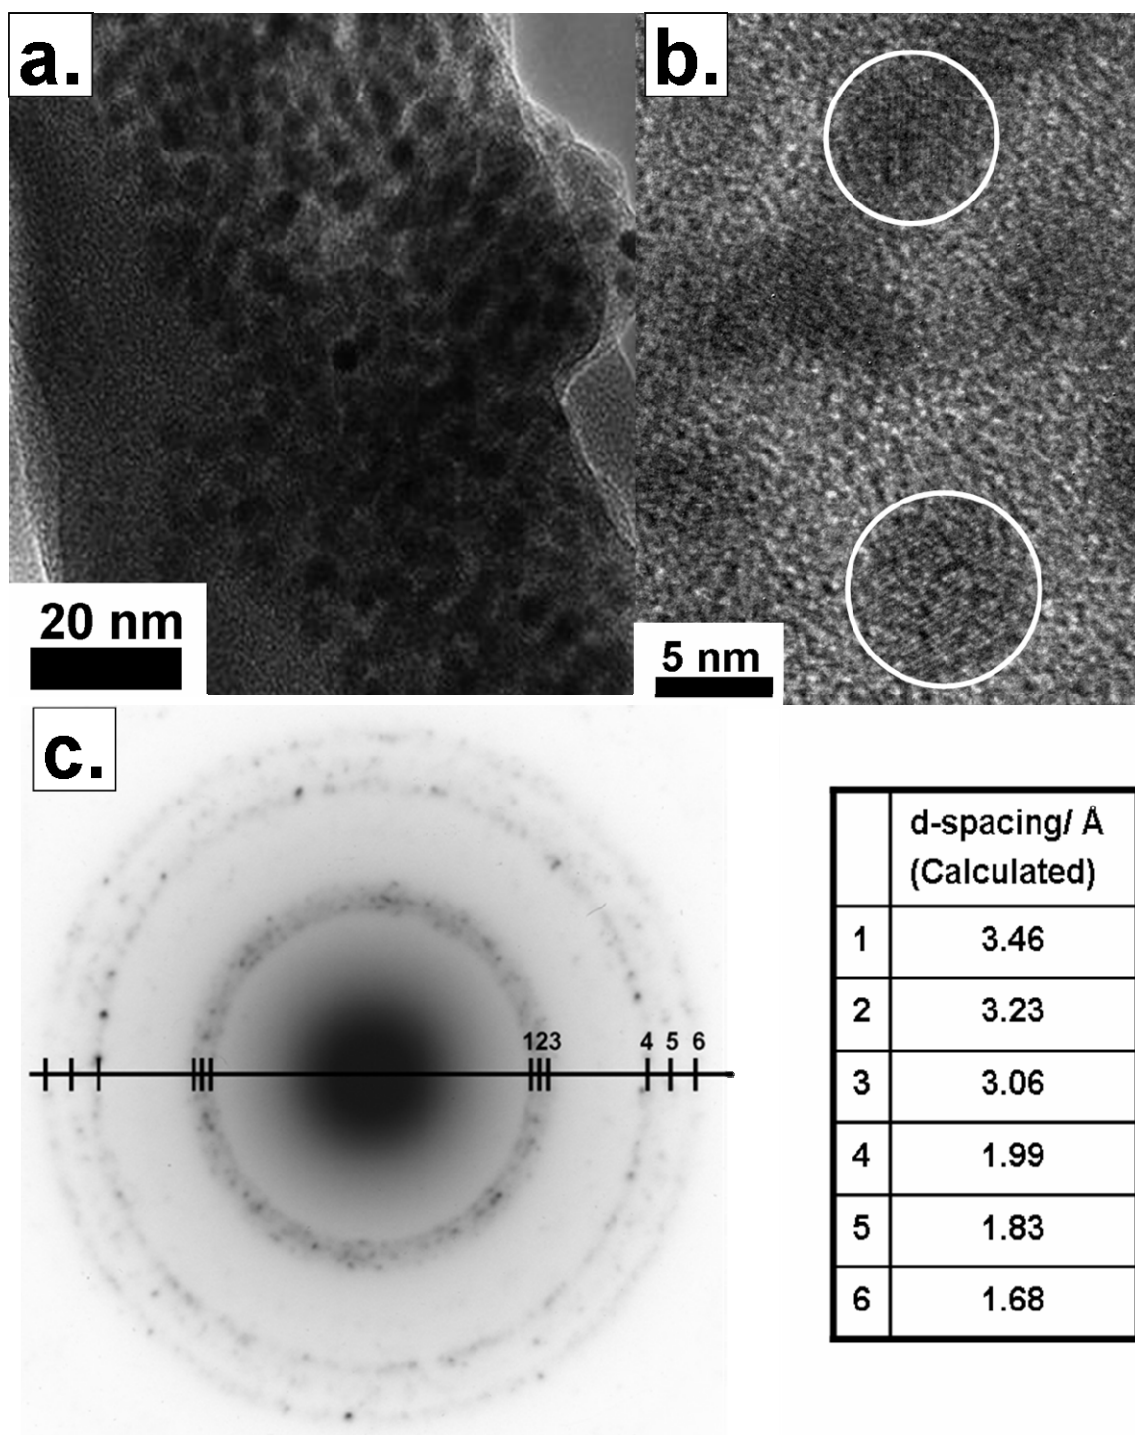 a.
b.
20 nm
5 nm
c.
123 4 5 6
d-spacing/ Å
(Calculated)
1 3.46
2 3.23
3 3.06
4 1.99
5 1.83
6 1.68